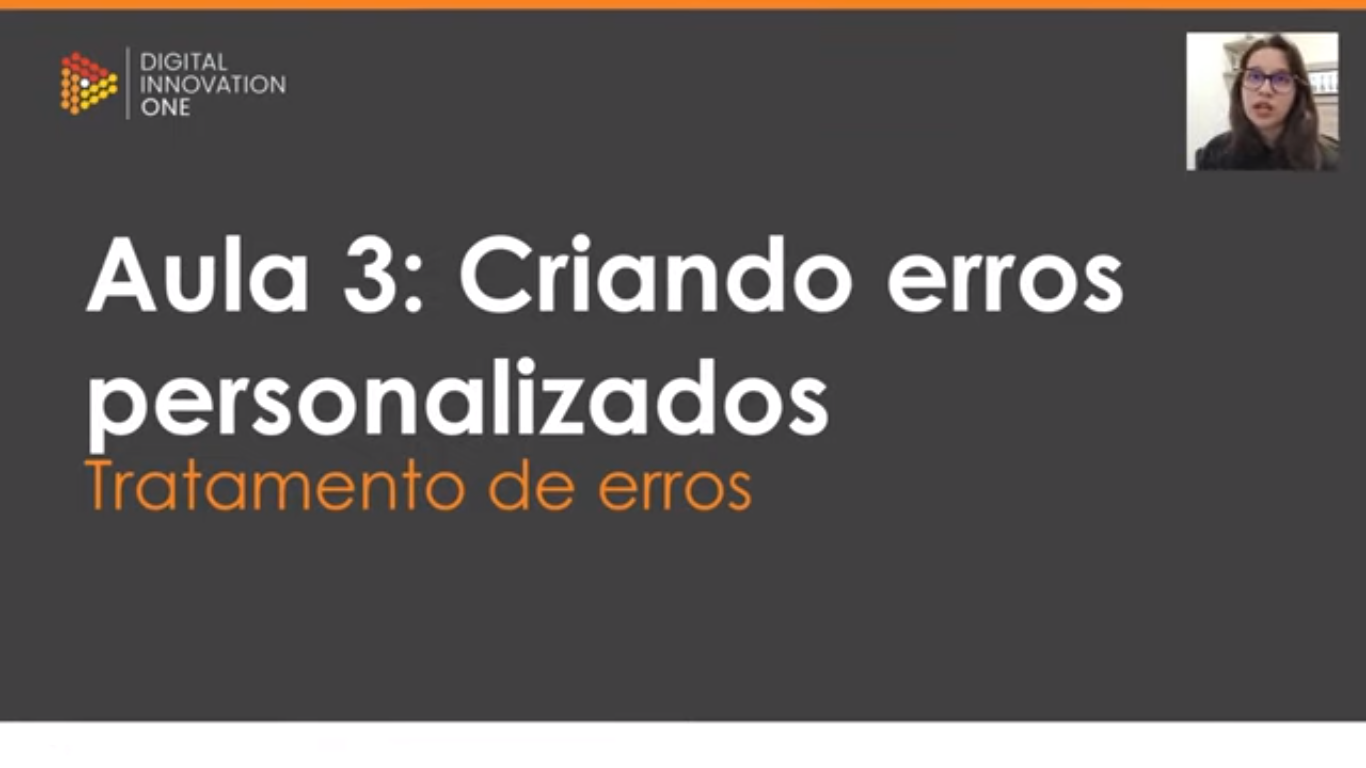 DIGITAL
INNOVATION
ONE
Aula 3: Criando erros
personalizados
Tratamento de erros